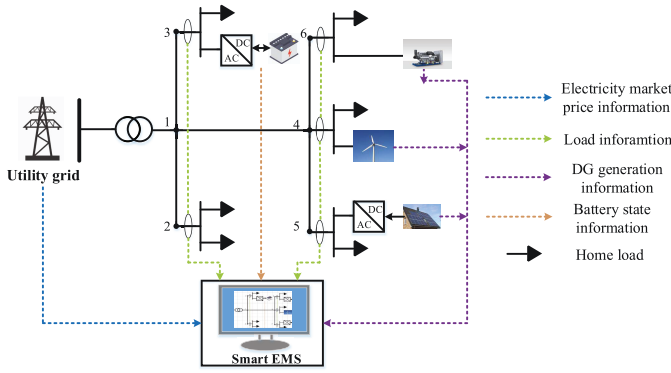 3
DC
AC
6
Utility grid
1
4
2
5
DC
AC
Smart EMS
Electricity market
price information
Load inforamtion
DG generation
information
Battery state
information
Home load